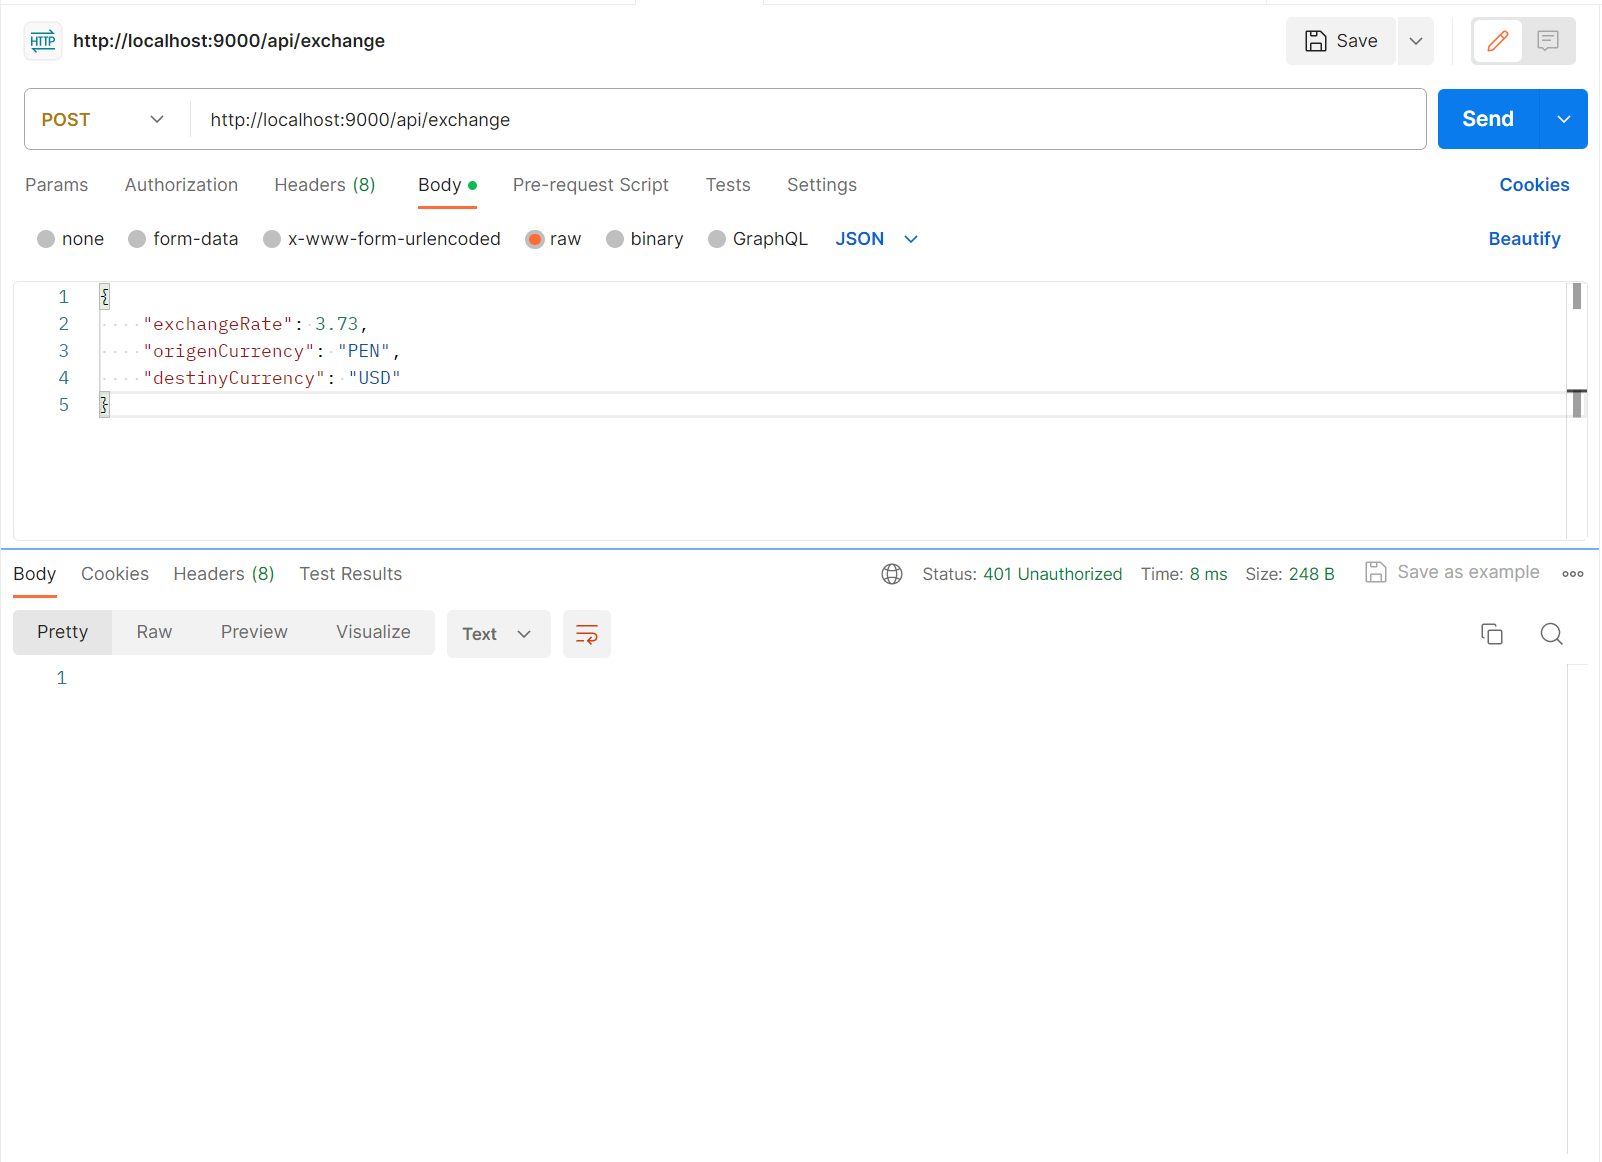 HTTP http://localhost:9000/api/exchange Save
POST http://localhost:9000/api/exchange Send
Params Authorization Headers (8) Body Pre-request Script Tests Settings Cookies
none form-data x-www-form-urlencoded raw binary GraphQL JSON Beautify
1 {
2 "exchangeRate": 3.73,
3 "origenCurrency": "PEN",
4 "destinyCurrency": "USD"
5 }
Body Cookies Headers (8) Test Results Status: 401 Unauthorized Time: 8 ms Size: 248 B Save as example
Pretty Raw Preview Visualize Text
1